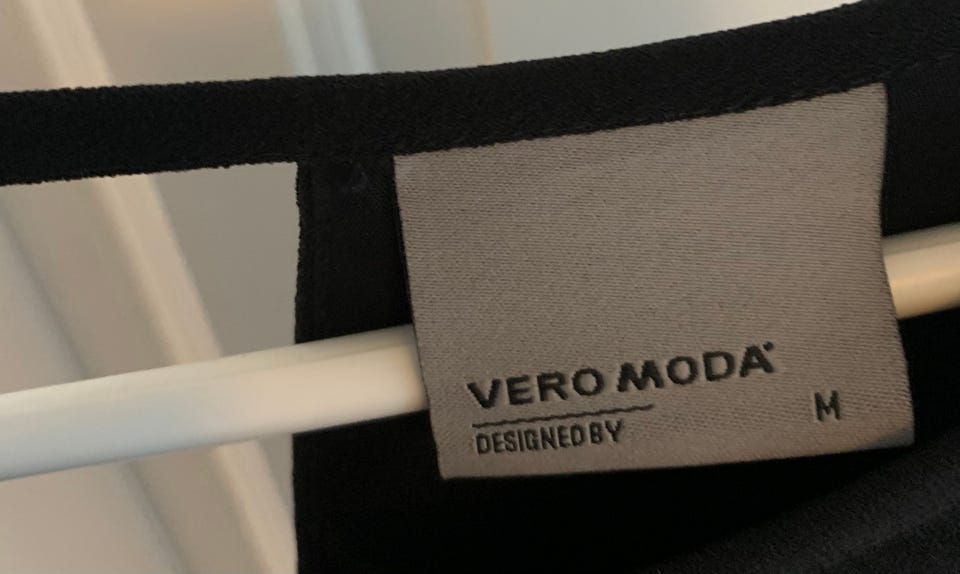 VERO MODA
DESIGNED BY
M